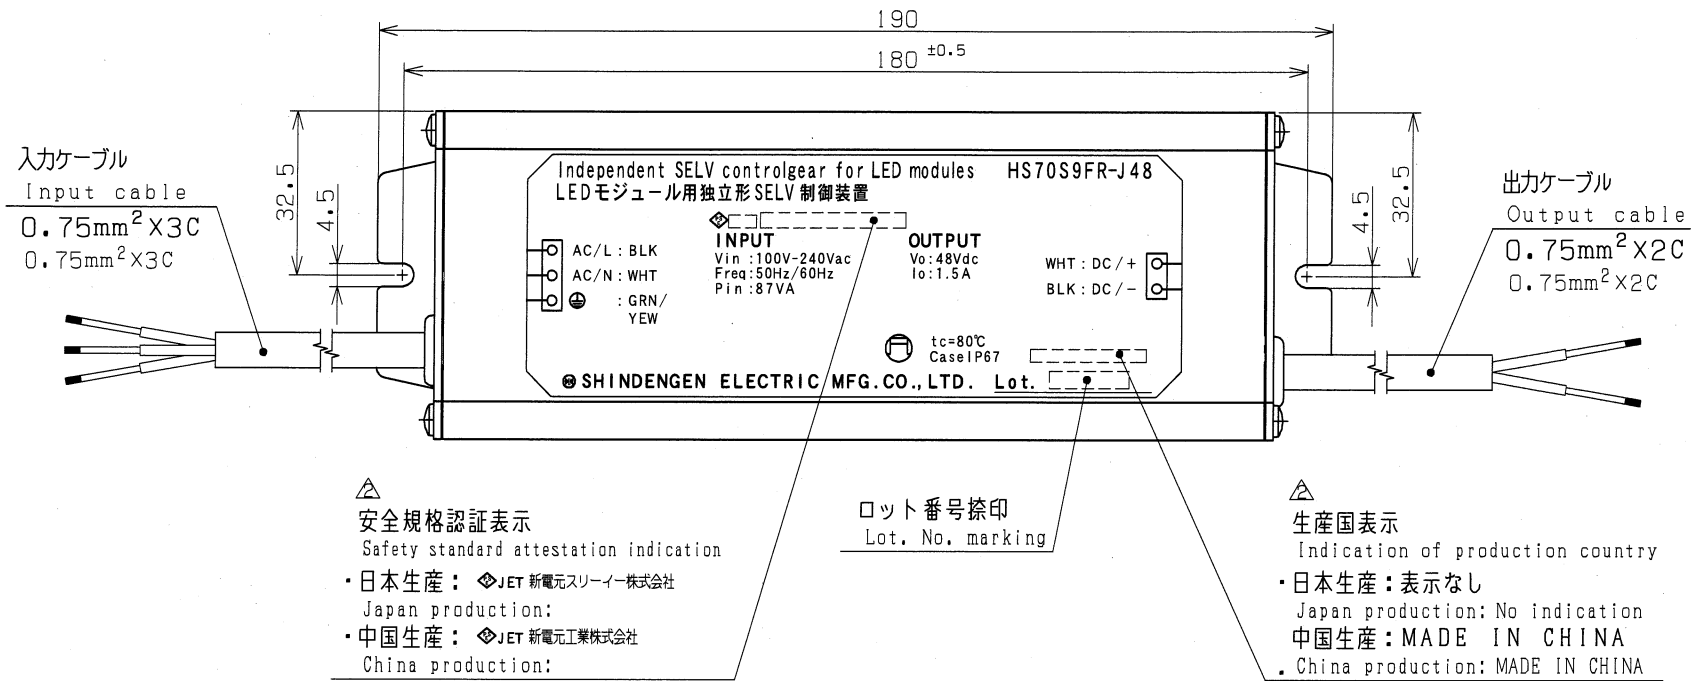 190
180 ±0.5
32.5
4.5
32.5
4.5
入力ケーブル
Input cable
0.75mm²X3C
0.75mm²X3C
出力ケーブル
Output cable
0.75mm²X2C
0.75mm²X2C
Independent SELV controlgear for LED modules HS70S9FR-J48
LEDモジュール用独立形SELV制御装置
INPUT
Vin :100V-240Vac
Freq:50Hz/60Hz
Pin :87VA
OUTPUT
Vo:48Vdc
Io:1.5A
AC/L : BLK
AC/N : WHT
: GRN/
YEW
WHT : DC/+
BLK : DC/-
tc=80℃
CaseIP67
SHINDENGEN ELECTRIC MFG.CO.,LTD. Lot.
2
安全規格認証表示
Safety standard attestation indication
・日本生産： JET 新電元スリーイー株式会社
Japan production:
・中国生産： JET 新電元工業株式会社
China production:
ロット番号捺印
Lot. No. marking
2
生産国表示
Indication of production country
・日本生産：表示なし
Japan production: No indication
中国生産：MADE IN CHINA
. China production: MADE IN CHINA